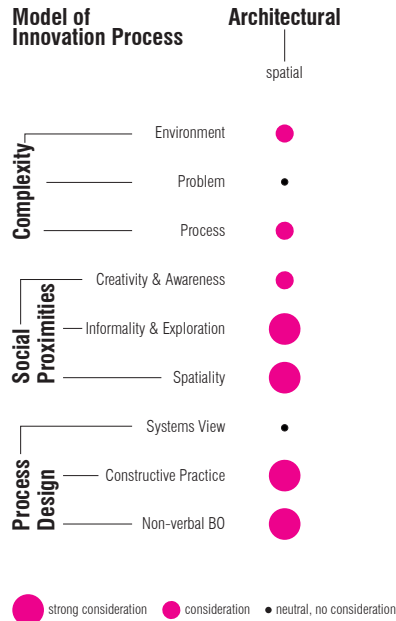 Model of
Innovation Process
Architectural
spatial
Complexity
Environment
Problem
Process
Social
Proximities
Creativity & Awareness
Informality & Exploration
Spatiality
Process
Design
Systems View
Constructive Practice
Non-verbal BO
strong consideration consideration neutral, no consideration